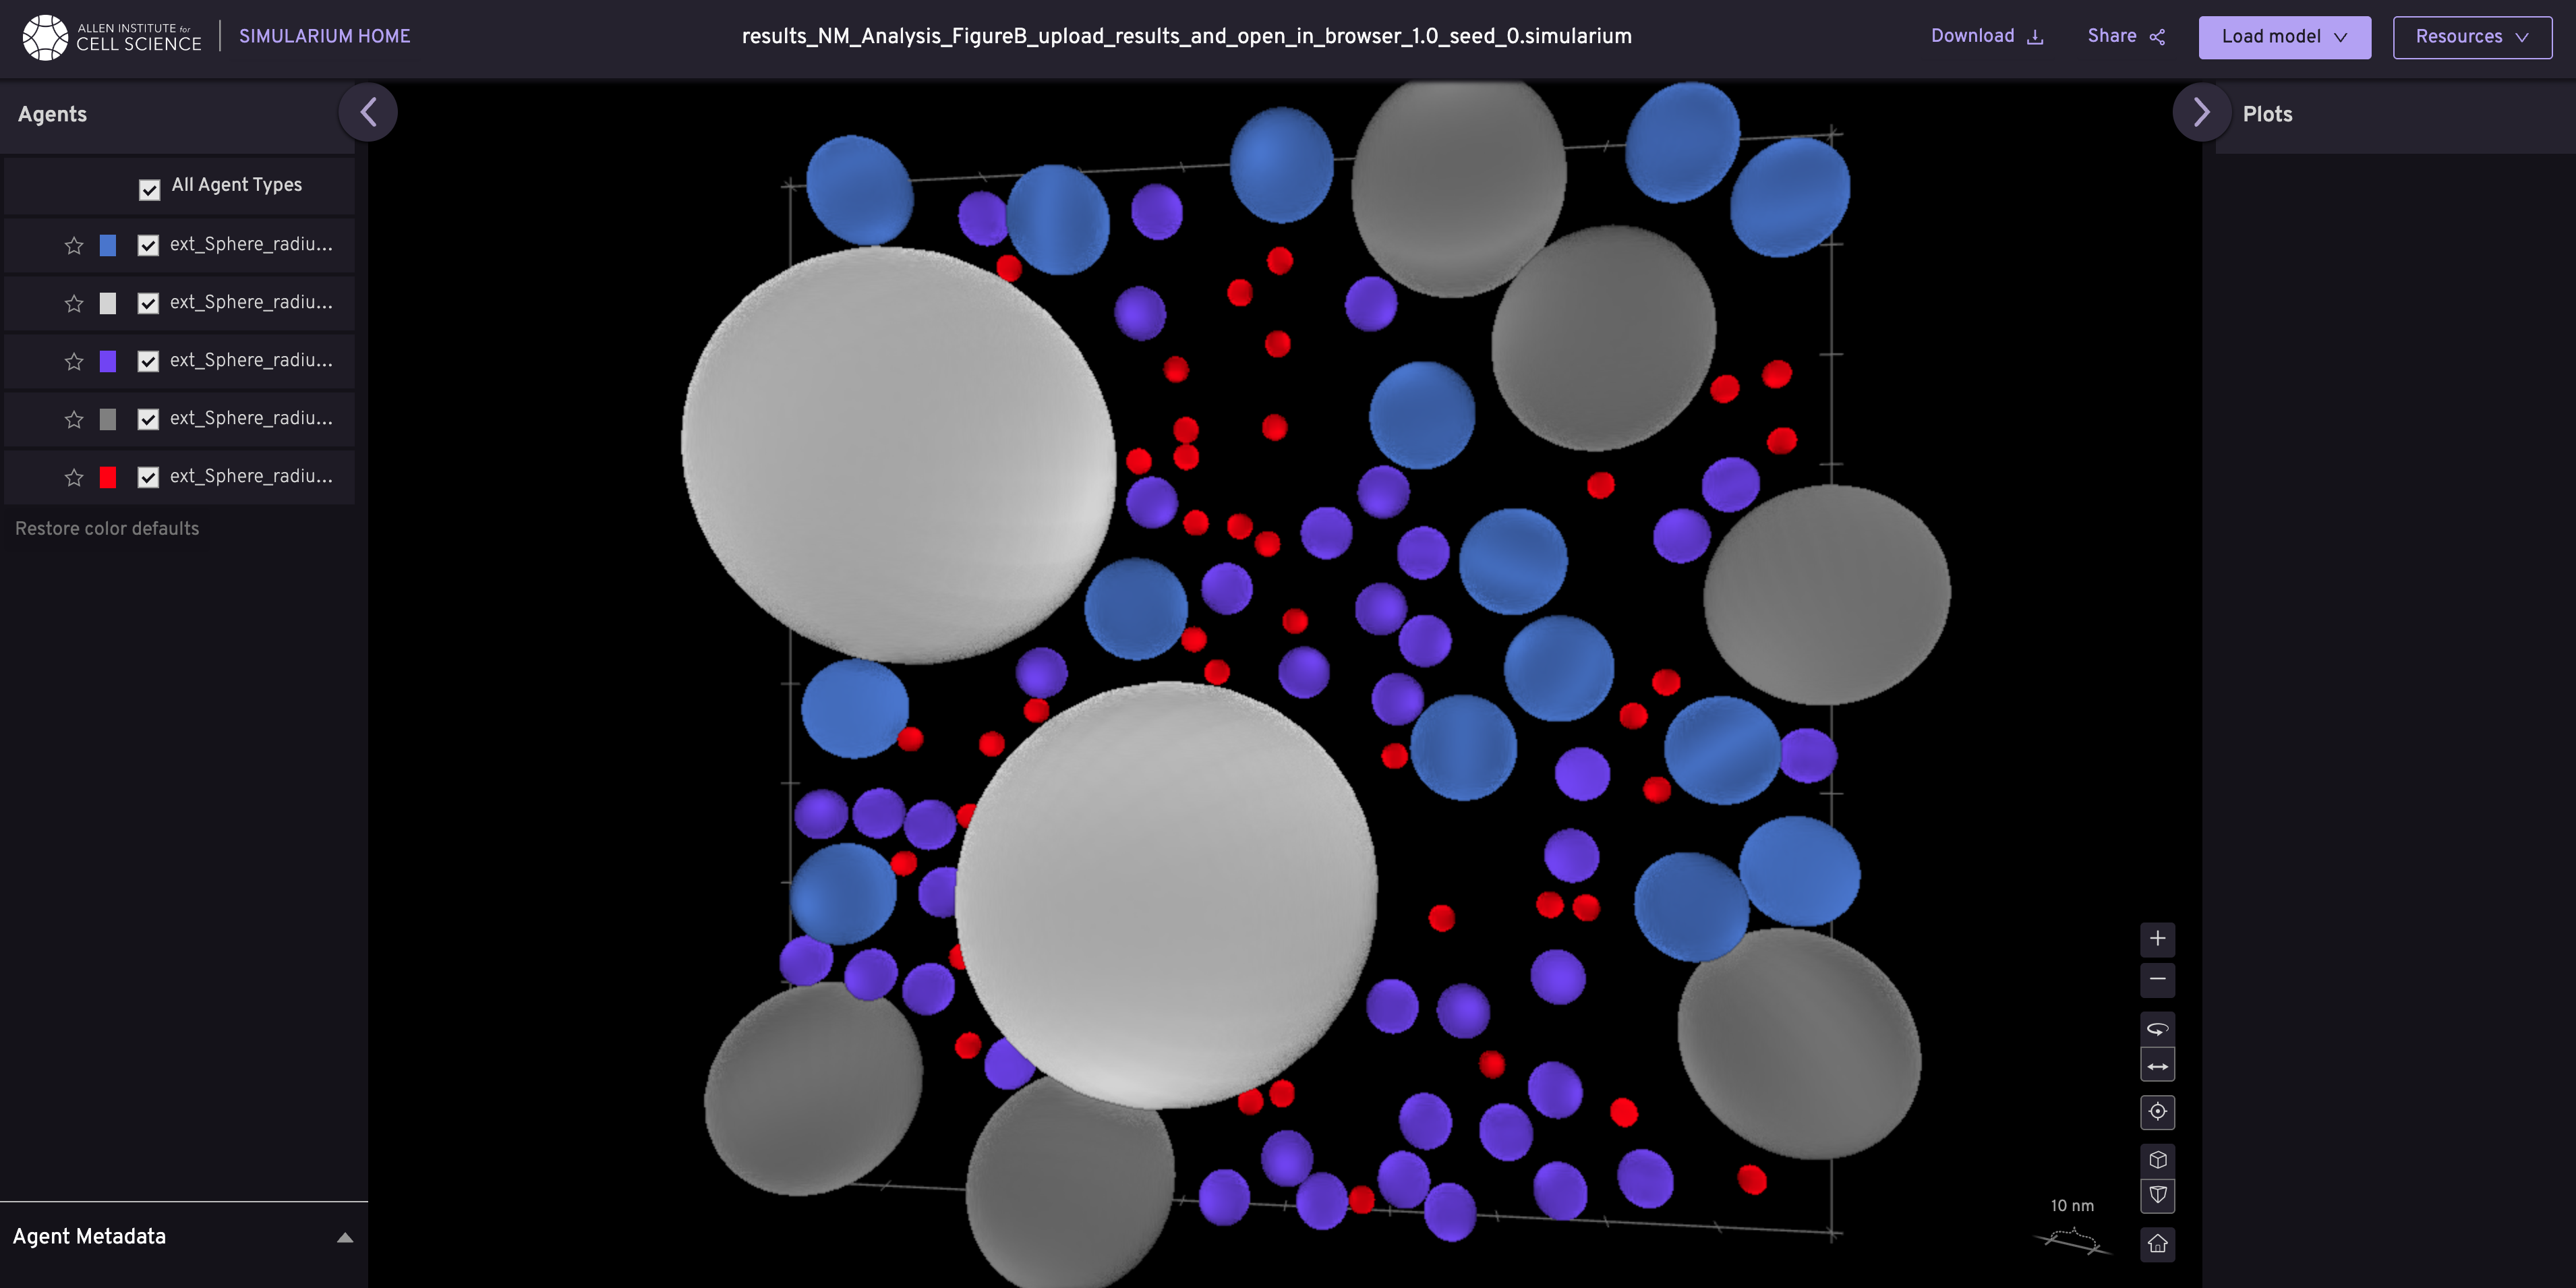 ALLEN INSTITUTE for
CELL SCIENCE
SIMULARIUM HOME
results_NM_Analysis_FigureB_upload_results_and_open_in_browser_1.0_seed_0.simularium
Download
Share
Load model
Resources
Agents
Plots
All Agent Types
ext_Sphere_radiu...
ext_Sphere_radiu...
ext_Sphere_radiu...
ext_Sphere_radiu...
ext_Sphere_radiu...
Restore color defaults
10 nm
Agent Metadata